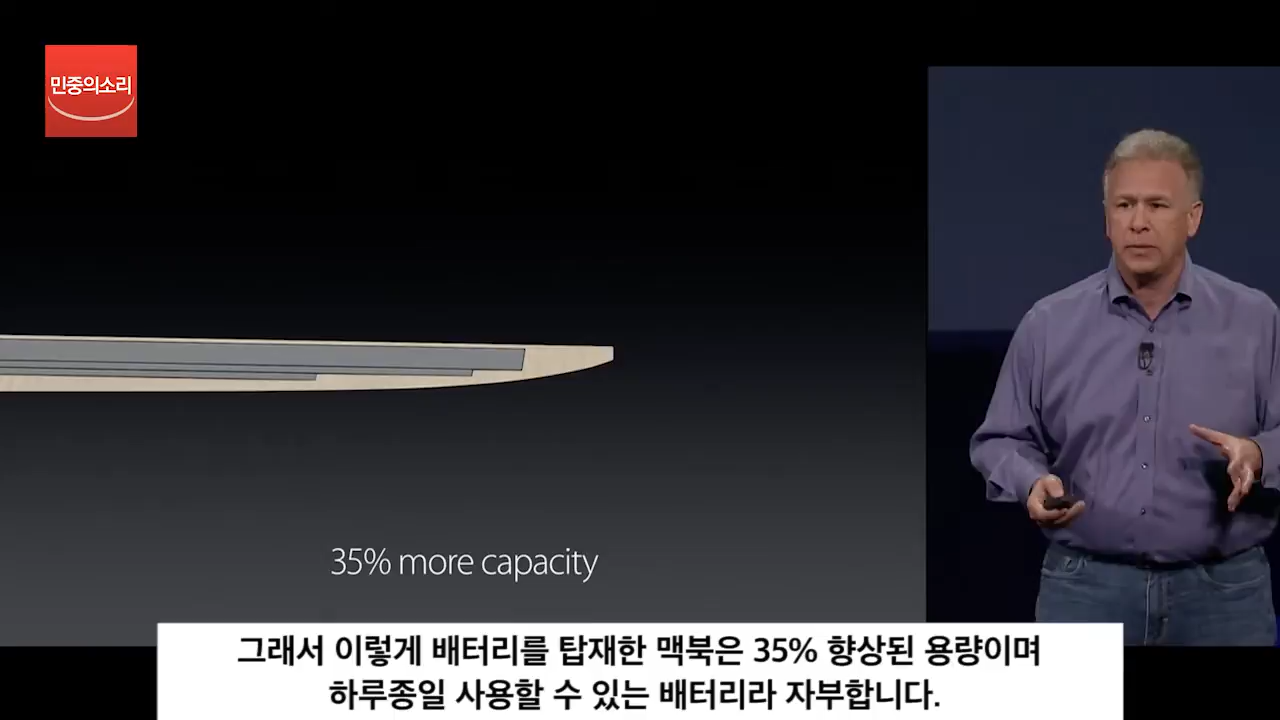 민중의소리
35% more capacity
그래서 이렇게 배터리를 탑재한 맥북은 35% 향상된 용량이며
하루종일 사용할 수 있는 배터리라 자부합니다.